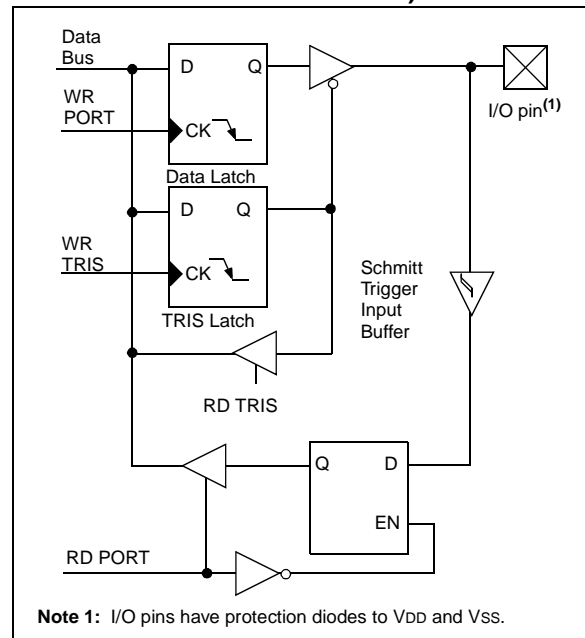 Data
Bus
D Q
I/O pin(1)
WR
PORT
CK
Data Latch
D Q
WR
TRIS
CK
TRIS Latch
Schmitt
Trigger
Input
Buffer
RD TRIS
Q D
EN
RD PORT
Note 1: I/O pins have protection diodes to VDD and VSS.